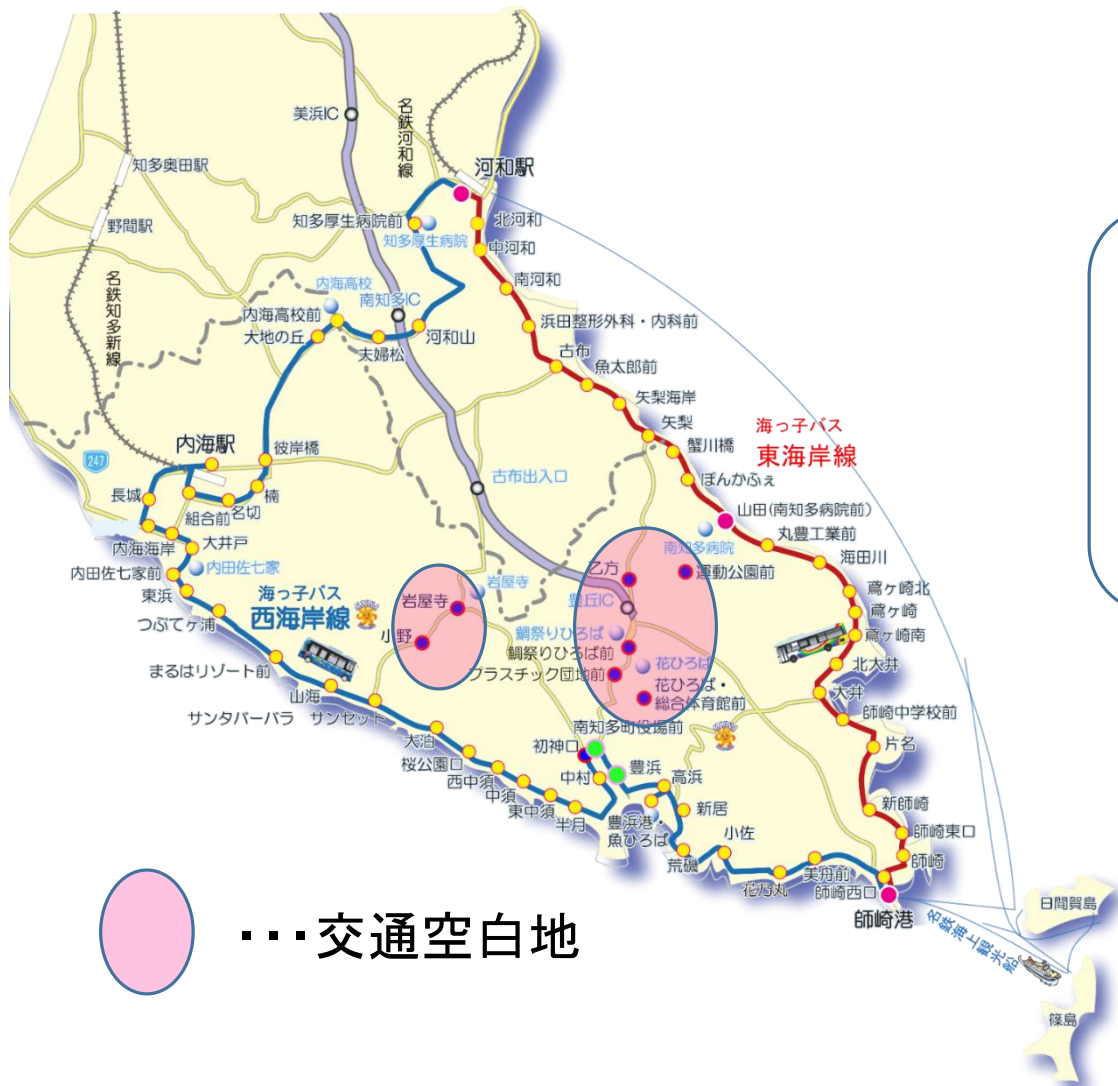 美浜IC
名鉄河和線
河和駅
知多奥田駅
野間駅
名鉄知多新線
知多厚生病院前
知多厚生病院
北河和
中河和
南河和
浜田整形外科・内科前
内海高校
内海高校前
大地の丘
南知多IC
夫婦松
河和山
古布
魚太郎前
矢梨海岸
矢梨
蟹川橋
ぼんかふぇ
海っ子バス
東海岸線
山田(南知多病院前)
南知多病院
丸豊工業前
海田川
鳶ヶ崎北
鳶ヶ崎
鳶ヶ崎南
北大井
大井
師崎中学校前
片名
新師崎
師崎東口
師崎
師崎西口
師崎港
247
内海駅
彼岸橋
楠
名切
組合前
長城
内海海岸
大井戸
内田佐七家前
内田佐七家
東浜
つぶてヶ浦
海っ子バス
西海岸線
まるはリゾート前
山海
サンタバーバラ
サンセット
大泊
桜公園口
西中須
中須
東中須
半月
古布出入口
岩屋寺
岩屋寺
小野
乙方
豊丘IC
運動公園前
鯛祭りひろば
鯛祭りひろば前
プラスチック団地前
花ひろば
花ひろば・
総合体育館前
南知多町役場前
初神口
中村
豊浜
高浜
新居
豊浜港・
魚ひろば
荒磯
小佐
花乃丸
美舟前
日間賀島
名鉄海上観光船
篠島
・・・交通空白地